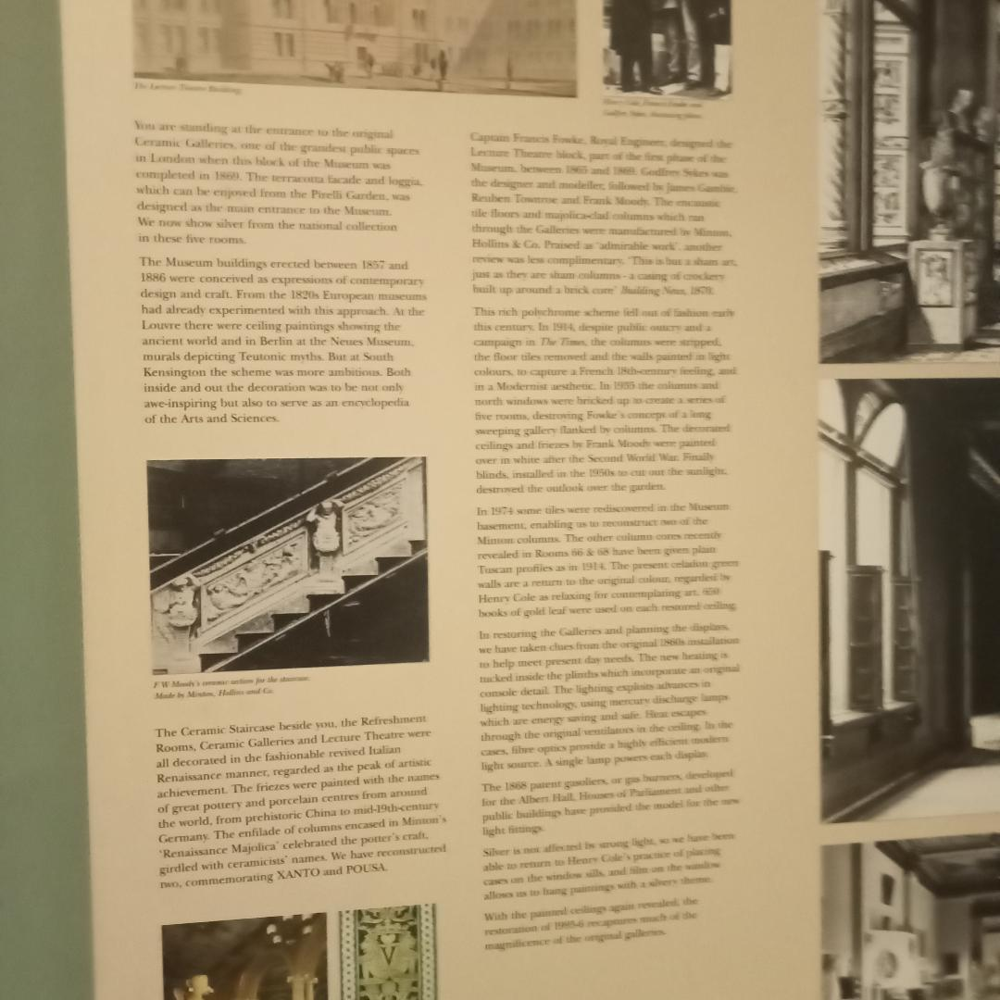 The Lecture Theatre Building.
You are standing at the entrance to the original
Ceramic Galleries, one of the grandest public spaces
in London when this block of the Museum was
completed in 1869. The terracotta facade and loggia,
which can be enjoyed from the Pirelli Garden, was
designed as the main entrance to the Museum.
We now show silver from the national collection
in these five rooms.
The Museum buildings erected between 1857 and
1886 were conceived as expressions of contemporary
design and craft. From the 1820s European museums
had already experimented with this approach. At the
Louvre there were ceiling paintings showing the
ancient world and in Berlin at the Neues Museum,
murals depicting Teutonic myths. But at South
Kensington the scheme was more ambitious. Both
inside and out the decoration was to be not only
awe-inspiring but also to serve as an encyclopedia
of the Arts and Sciences.
F W Moody's ceramic section for the staircase.
Made by Minton, Hollins and Co.
The Ceramic Staircase beside you, the Refreshment
Rooms, Ceramic Galleries and Lecture Theatre were
all decorated in the fashionable revived Italian
Renaissance manner, regarded as the peak of artistic
achievement. The friezes were painted with the names
of great pottery and porcelain centres from around
the world, from prehistoric China to mid-19th-century
Germany. The enfilade of columns encased in Minton's
'Renaissance Majolica' celebrated the potter's craft,
girdled with ceramicists' names. We have reconstructed
two, commemorating XANTO and POUSA.
V
Henry Cole, Francis Fowke and
Godfrey Sykes, discussing plans.
Captain Francis Fowke, Royal Engineer, designed the
Lecture Theatre block, part of the first phase of the
Museum, between 1865 and 1869. Godfrey Sykes was
the designer and modeller, followed by James Gamble,
Reuben Townroe and Frank Moody. The encaustic
tile floors and majolica-clad columns which ran
through the Galleries were manufactured by Minton,
Hollins & Co. Praised as 'admirable work', another
review was less complimentary, 'This is but a sham art,
just as they are sham columns - a casing of crockery
built up around a brick core' Building News, 1870.
This rich polychrome scheme fell out of fashion early
this century. In 1914, despite public outcry and a
campaign in The Times, the columns were stripped,
the floor tiles removed and the walls painted in light
colours, to capture a French 18th-century feeling, and
in a Modernist aesthetic. In 1955 the columns and
north windows were bricked up to create a series of
five rooms, destroying Fowke's concept of a long
sweeping gallery flanked by columns. The decorated
ceilings and friezes by Frank Moody were painted
over in white after the Second World War. Finally
blinds, installed in the 1950s to cut out the sunlight,
destroyed the outlook over the garden.
In 1974 some tiles were rediscovered in the Museum
basement, enabling us to reconstruct two of the
Minton columns. The other column cores recently
revealed in Rooms 66 & 68 have been given plain
Tuscan profiles as in 1914. The present celadon green
walls are a return to the original colour, regarded by
Henry Cole as relaxing for contemplating art. 650
books of gold leaf were used on each restored ceiling.
In restoring the Galleries and planning the displays,
we have taken clues from the original 1860s installation
to help meet present day needs. The new heating is
tucked inside the plinths which incorporate an original
console detail. The lighting exploits advances in
lighting technology, using mercury discharge lamps
which are energy saving and safe. Heat escapes
through the original ventilators in the ceiling. In the
cases, fibre optics provide a highly efficient modern
light source. A single lamp powers each display.
The 1868 patent gasoliers, or gas burners, developed
for the Albert Hall, Houses of Parliament and other
public buildings have provided the model for the new
light fittings.
Silver is not affected by strong light, so we have been
able to return to Henry Cole's practice of placing
cases on the window sills, and film on the window
allows us to hang paintings with a silvery theme.
With the painted ceilings again revealed, the
restoration of 1995-6 recaptures much of the
magnificence of the original galleries.